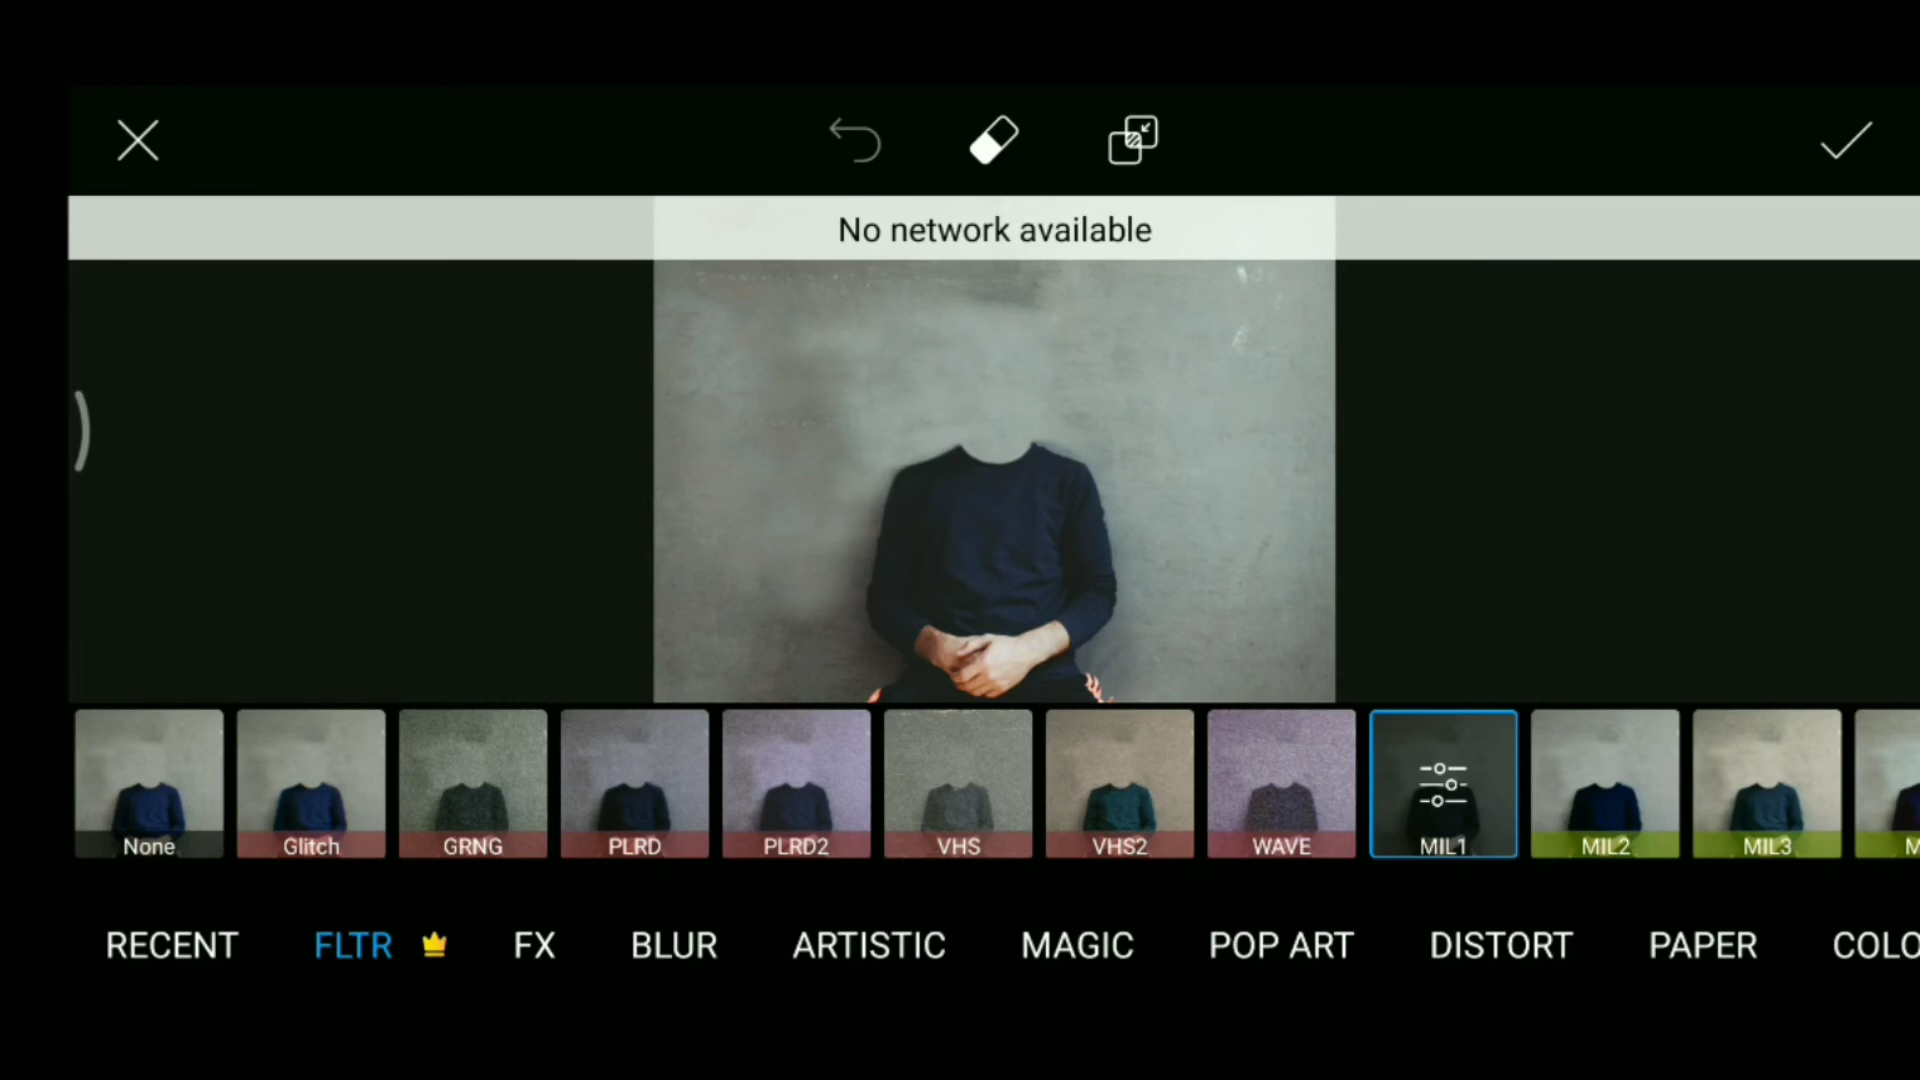 No network available
None Glitch GRNG PLRD PLRD2 VHS VHS2 WAVE MIL1 MIL2 MIL3 M
RECENT FLTR FX BLUR ARTISTIC MAGIC POP ART DISTORT PAPER COLO